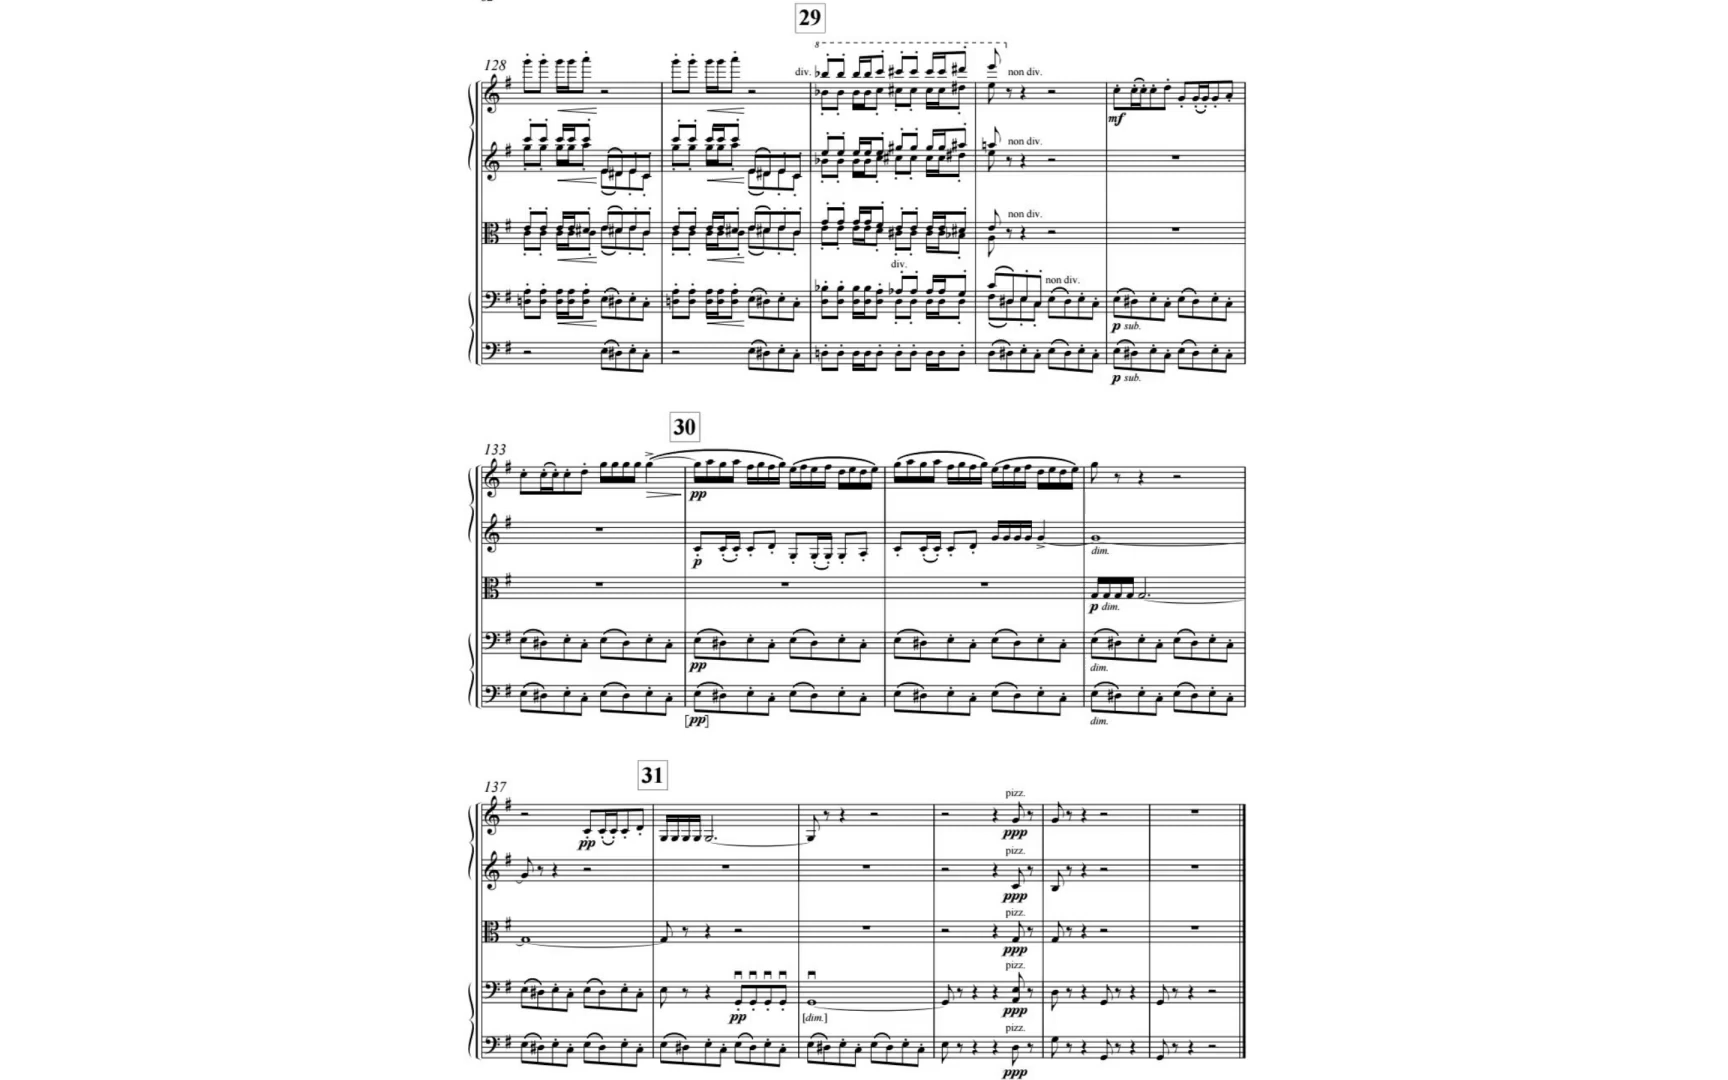 29
8
128
div.
non div.
mf
non div.
non div.
div.
non div.
p sub.
p sub.
30
133
pp
p
dim.
p dim.
pp
dim.
[pp]
dim.
31
137
pizz.
pp
ppp
pizz.
ppp
pizz.
ppp
pizz.
pp
[dim.]
ppp
pizz.
ppp